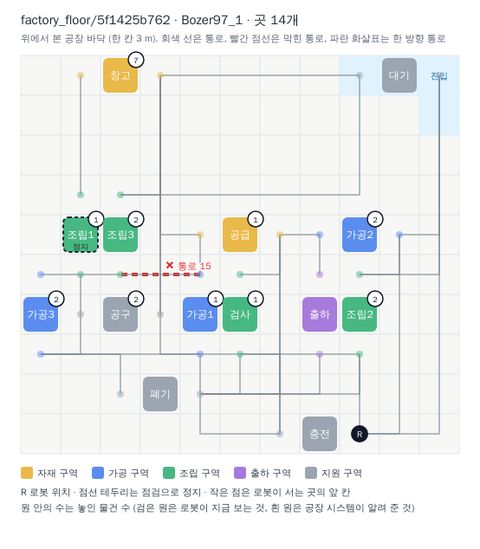 factory_floor/5f1425b762 · Bozer97_1 · 곳 14개
위에서 본 공장 바닥 (한 칸 3 m). 회색 선은 통로, 빨간 점선은 막힌 통로, 파란 화살표는 한 방향 통로
창고 7 대기
조립1 정지 1 조립3 2 공급 1 가공2 2
✕ 통로 15
가공3 2 공구 2 가공1 1 검사 1 출하 조립2 2
폐기
충전 R
자재 구역 가공 구역 조립 구역 출하 구역 지원 구역
R 로봇 위치 · 점선 테두리는 점검으로 정지 · 작은 점은 로봇이 서는 곳의 앞 칸
원 안의 수는 놓인 물건 수 (검은 원은 로봇이 지금 보는 것, 흰 원은 공장 시스템이 알려 준 것)